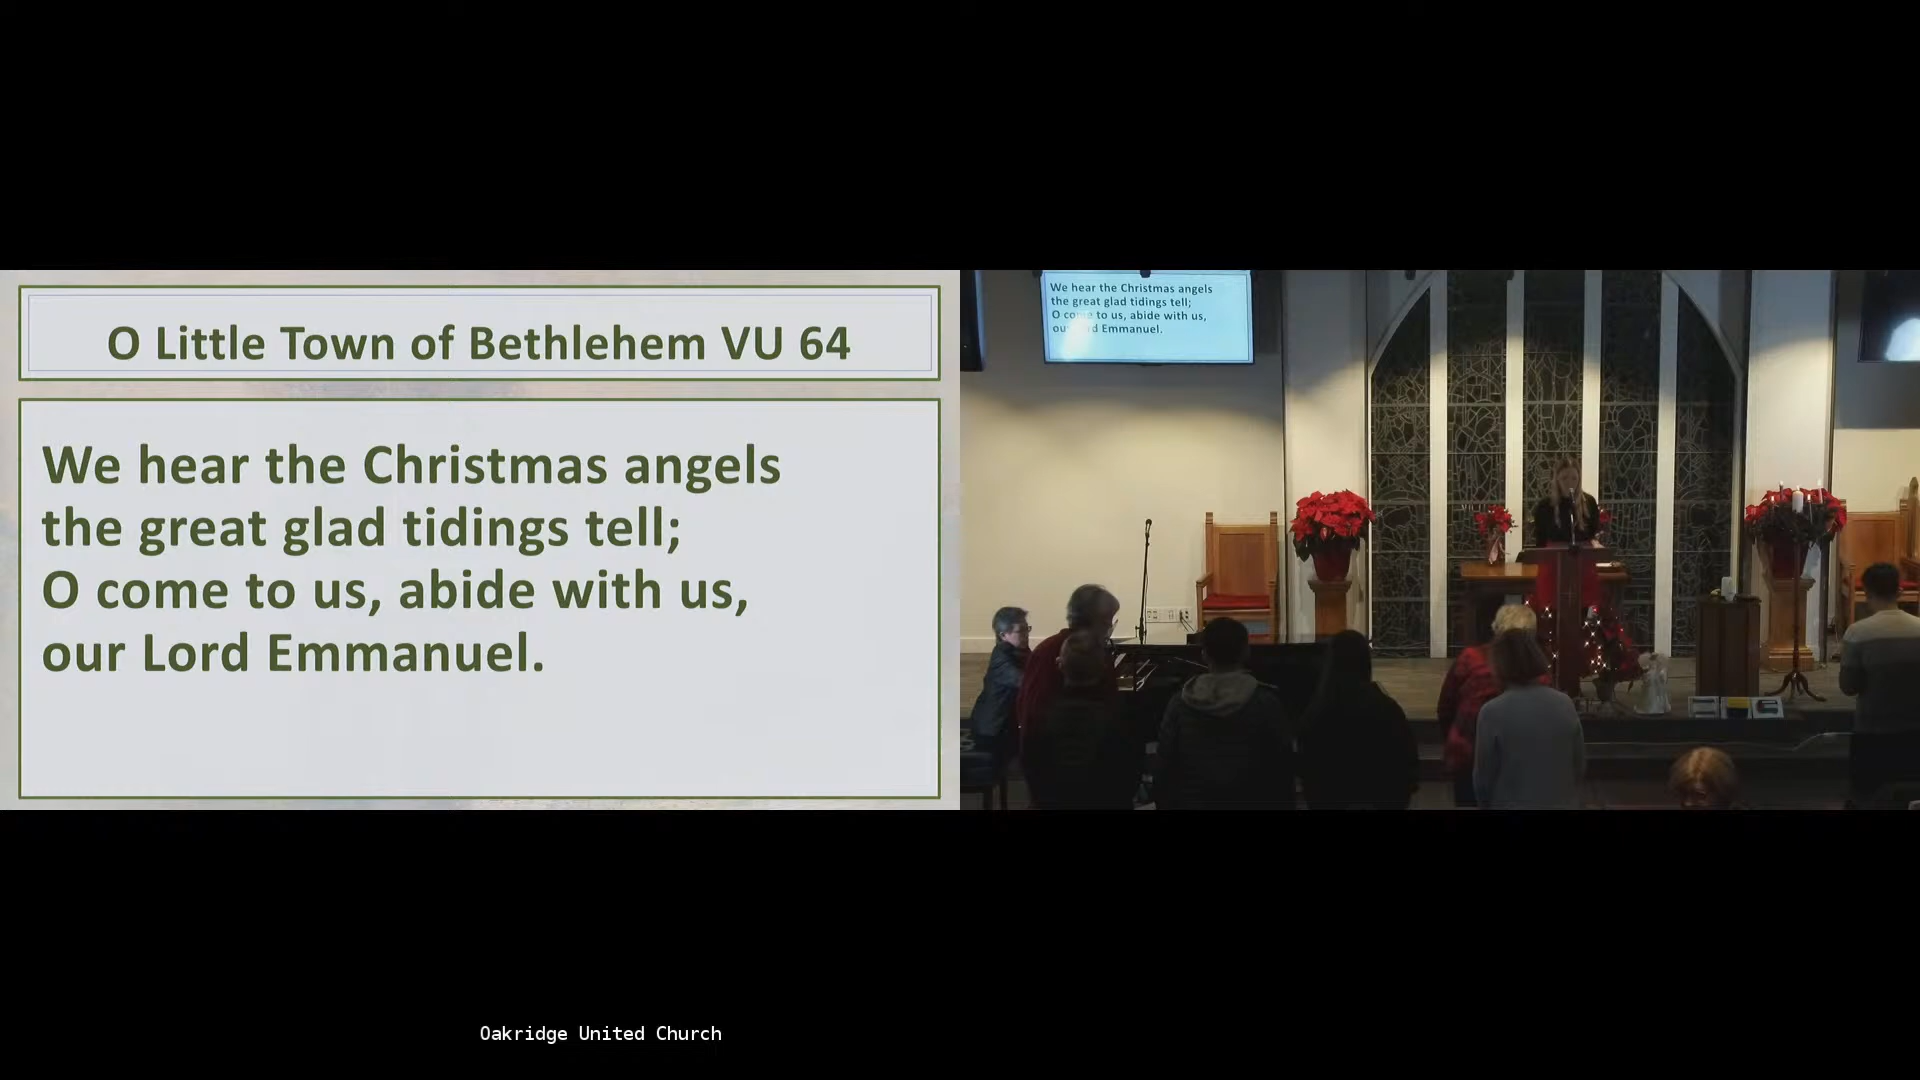 O Little Town of Bethlehem VU 64
We hear the Christmas angels
the great glad tidings tell;
O come to us, abide with us,
our Lord Emmanuel.
We hear the Christmas angels
the great glad tidings tell;
O come to us, abide with us,
Emmanuel.
Oakridge United Church